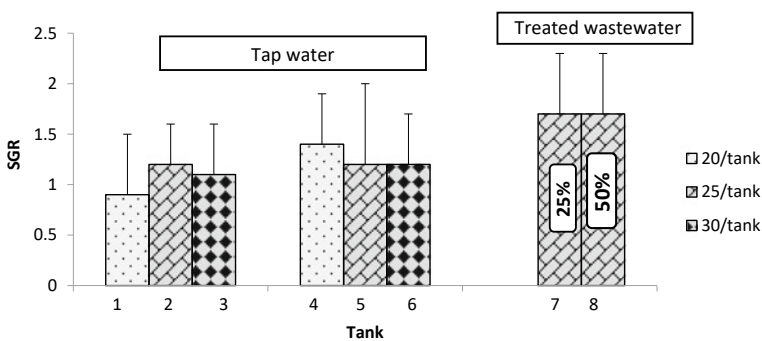 Tap water
Treated wastewater
2.5
2
1.5
1
0.5
0
SGR
25%
50%
20/tank
25/tank
30/tank
1 2 3 4 5 6 7 8
Tank